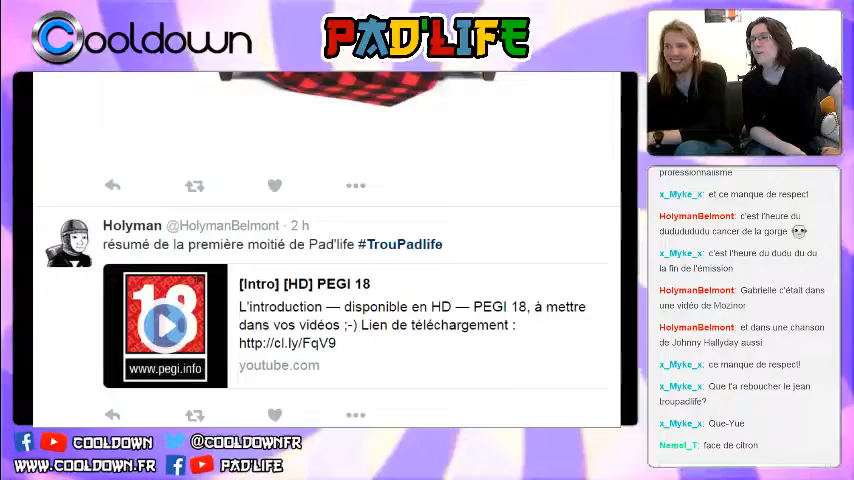 Cooldown
PAD'LIFE
Holyman @HolymanBelmont · 2 h
résumé de la première moitié de Pad'life #TrouPadlife
18
www.pegi.info
[Intro] [HD] PEGI 18
L'introduction — disponible en HD — PEGI 18, à mettre
dans vos vidéos ;-) Lien de téléchargement :
http://cl.ly/FqV9
youtube.com
professionnalisme
x_Myke_x: et ce manque de respect
HolymanBelmont: c'est l'heure du
dudududududu cancer de la gorge
x_Myke_x: c'est l'heure du dudu du du
la fin de l'émission
HolymanBelmont: Gabrielle c'était dans
une vidéo de Mozinor
HolymanBelmont: et dans une chanson
de Johnny Hallyday aussi
x_Myke_x: ce manque de respect!
x_Myke_x: Que t'a reboucher le jean
troupadlife?
x_Myke_x: Que-Yue
Nemel_T: face de citron
COOLDOWN @COOLDOWNFR
WWW.COOLDOWN.FR PAD'LIFE